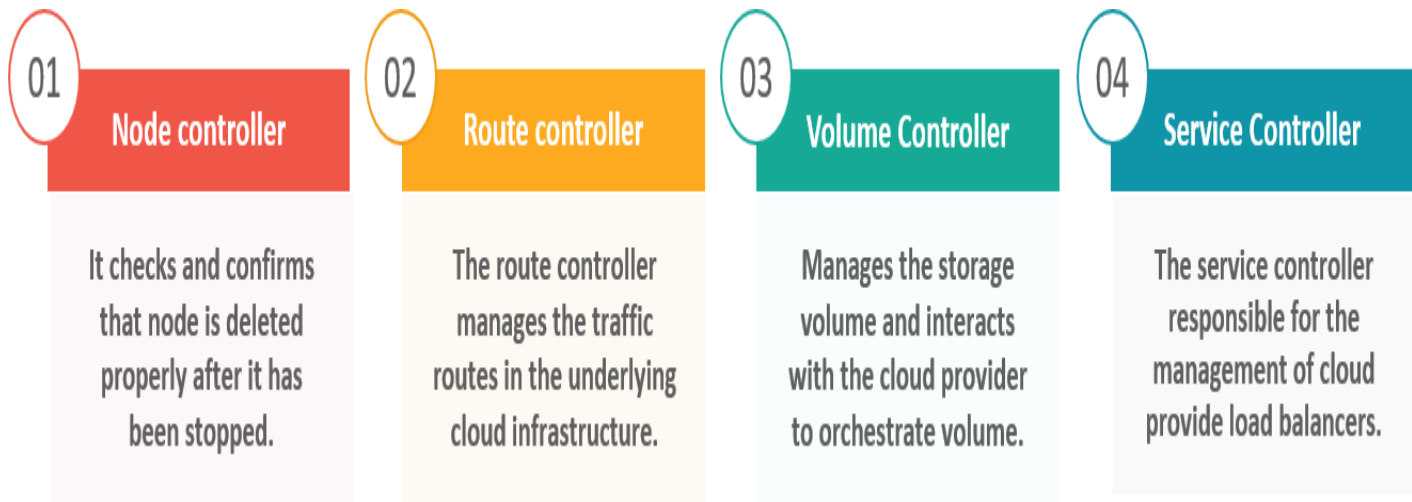 01
Node controller
It checks and confirms
that node is deleted
properly after it has
been stopped.
02
Route controller
The route controller
manages the traffic
routes in the underlying
cloud infrastructure.
03
Volume Controller
Manages the storage
volume and interacts
with the cloud provider
to orchestrate volume.
04
Service Controller
The service controller
responsible for the
management of cloud
provide load balancers.